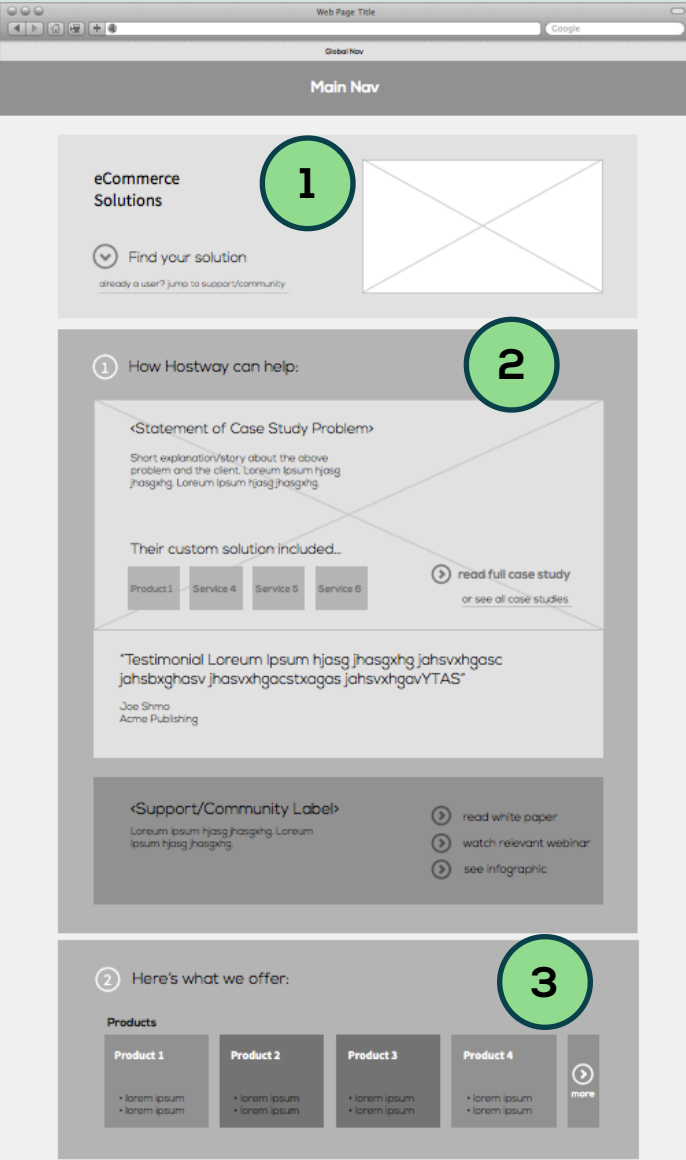 Web Page Title
Google
Global Nav
Main Nav
eCommerce
Solutions
1
Find your solution
already a user? jump to support/community
2
1 How Hostway can help:
<Statement of Case Study Problem>
Short explanation/story about the above
problem and the client. Loreum Ipsum hjasg
jhasgxhg. Loreum Ipsum hjasg jhasgxhg.
Their custom solution included...
Product 1 Service 4 Service 5 Service 6
read full case study
or see all case studies
"Testimonial Loreum Ipsum hjasg jhasgxhg jahsvxhgasc
jahsbxghasv jhasvxhgacstxagas jahsvxhgavYTAS"
Joe Shmo
Acme Publishing
<Support/Community Label>
Loreum Ipsum hjasg jhasgxhg. Loreum
Ipsum hjasg jhasgxhg.
read white paper
watch relevant webinar
see infographic
3
2 Here's what we offer:
Products
Product 1
• lorem ipsum
• lorem ipsum
Product 2
• lorem ipsum
• lorem ipsum
Product 3
• lorem ipsum
• lorem ipsum
Product 4
• lorem ipsum
• lorem ipsum
more